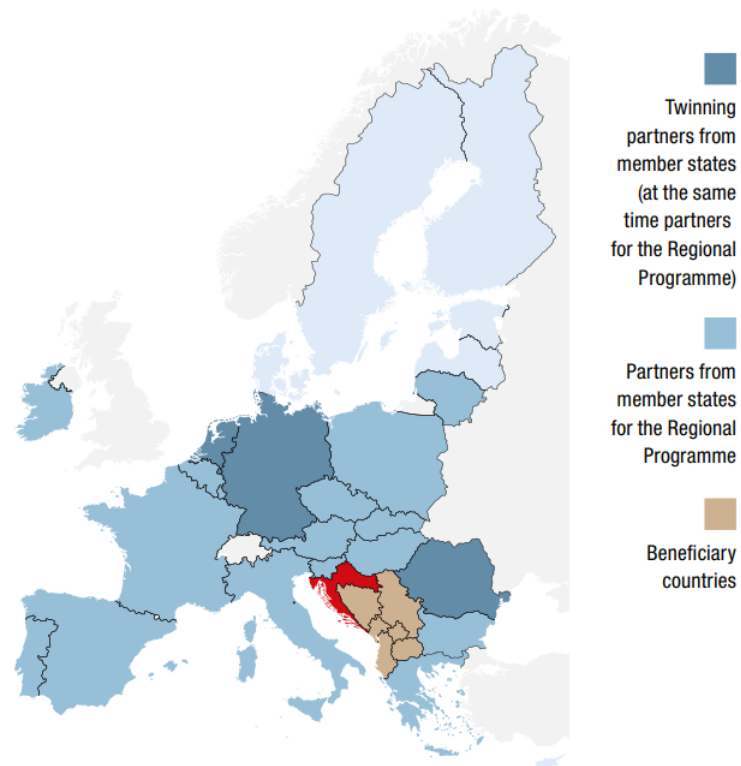 Twinning
partners from
member states
(at the same
time partners
for the Regional
Programme)
Partners from
member states
for the Regional
Programme
Beneficiary
countries